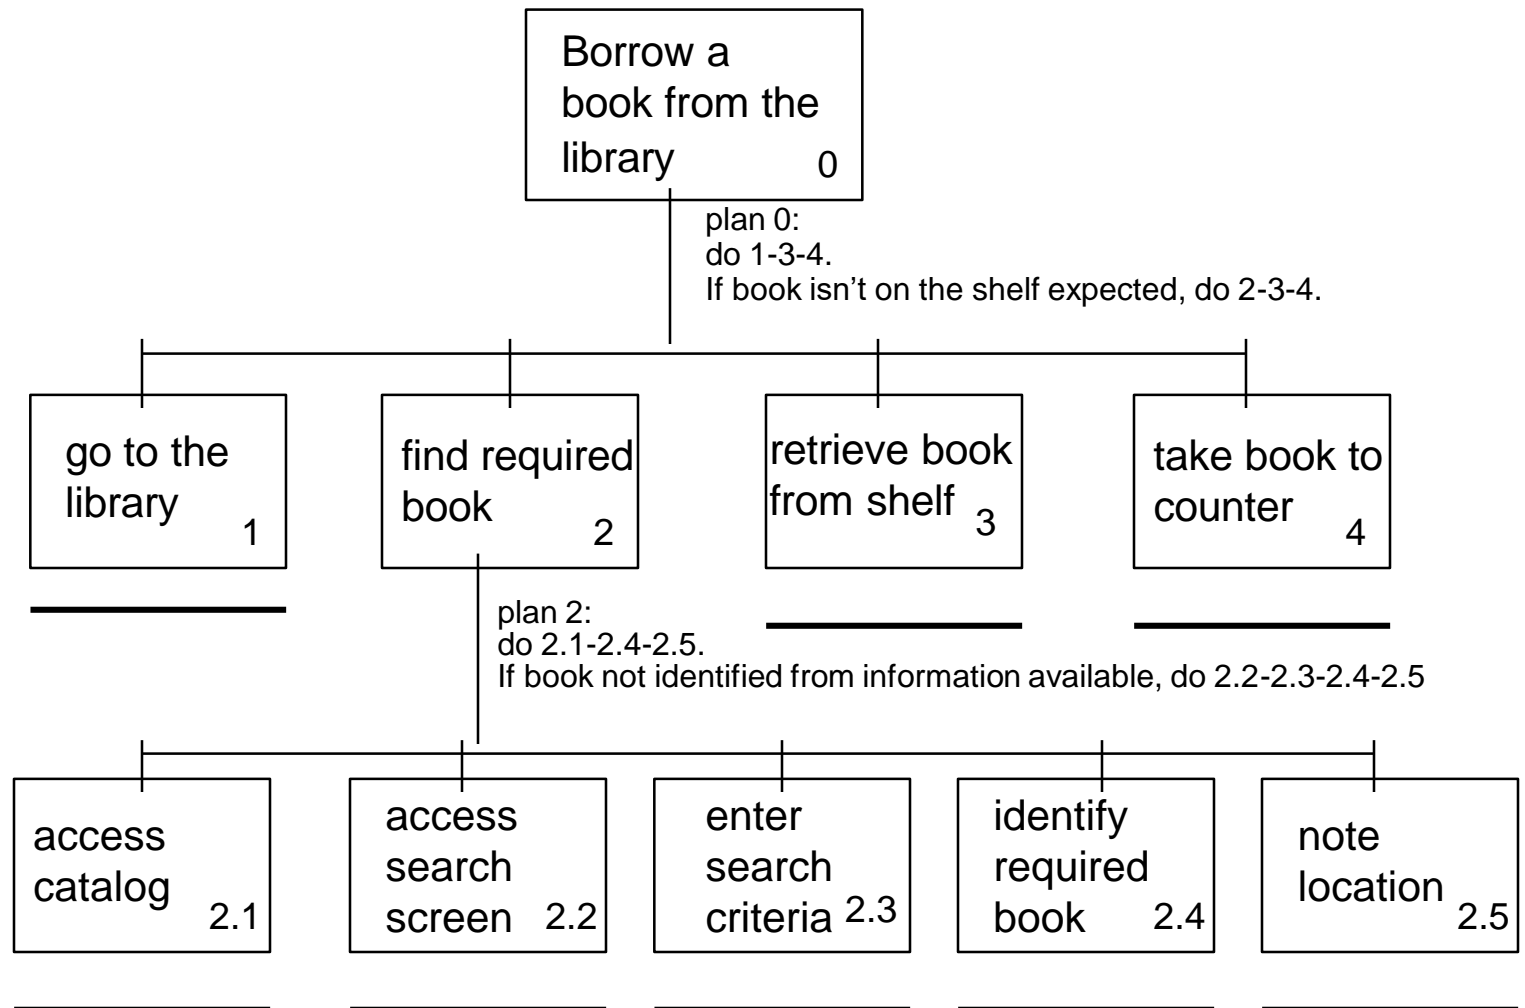 Borrow a
book from the
library 0
plan 0:
do 1-3-4.
If book isn't on the shelf expected, do 2-3-4.
go to the
library 1
find required
book 2
retrieve book
from shelf 3
take book to
counter 4
plan 2:
do 2.1-2.4-2.5.
If book not identified from information available, do 2.2-2.3-2.4-2.5
access
catalog 2.1
access
search
screen 2.2
enter
search
criteria 2.3
identify
required
book 2.4
note
location 2.5